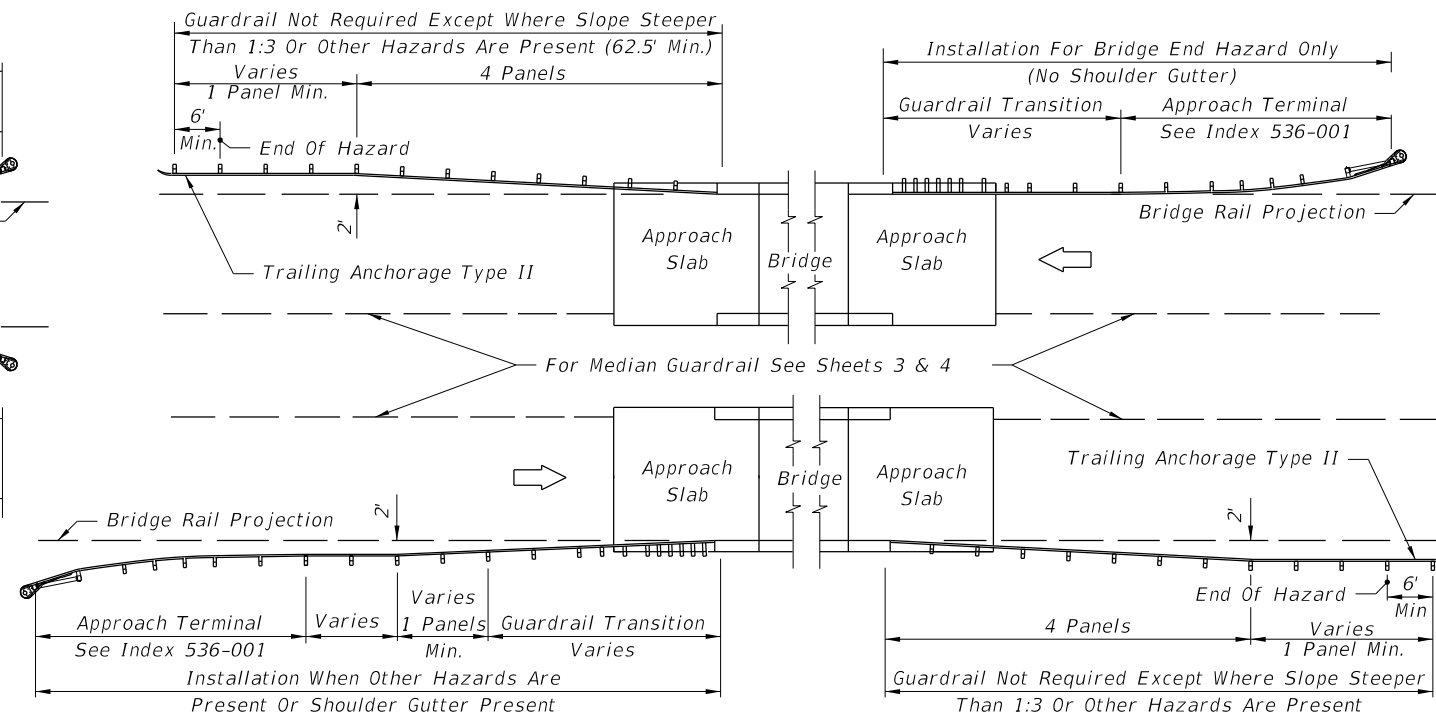 Guardrail Not Required Except Where Slope Steeper
Than 1:3 Or Other Hazards Are Present (62.5' Min.)
Varies
1 Panel Min.
4 Panels
6'
Min.
End Of Hazard
2'
Trailing Anchorage Type II
Installation For Bridge End Hazard Only
(No Shoulder Gutter)
Guardrail Transition
Varies
Approach Terminal
See Index 536-001
Bridge Rail Projection
Approach
Slab
Bridge
Approach
Slab
For Median Guardrail See Sheets 3 & 4
Approach
Slab
Bridge
Approach
Slab
Trailing Anchorage Type II
Bridge Rail Projection
2'
2'
End Of Hazard
6'
Min
Approach Terminal
See Index 536-001
Varies
Varies
1 Panels
Min.
Guardrail Transition
Varies
Installation When Other Hazards Are
Present Or Shoulder Gutter Present
4 Panels
Varies
1 Panel Min.
Guardrail Not Required Except Where Slope Steeper
Than 1:3 Or Other Hazards Are Present